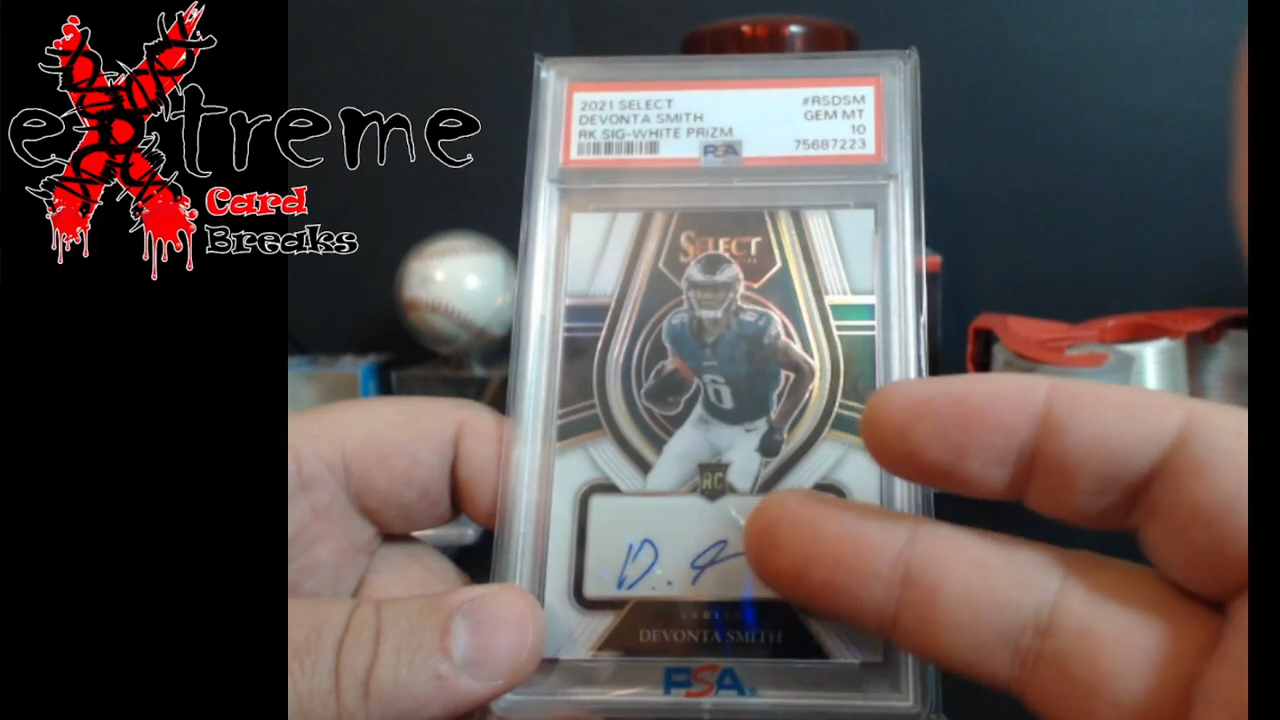 eXtreme
Card
Breaks
2021 SELECT
DEVONTA SMITH
RK SIG-WHITE PRIZM
#RSDSM
GEM MT
10
75687223
PSA
SELECT
6
RC
DEVONTA SMITH
PSA